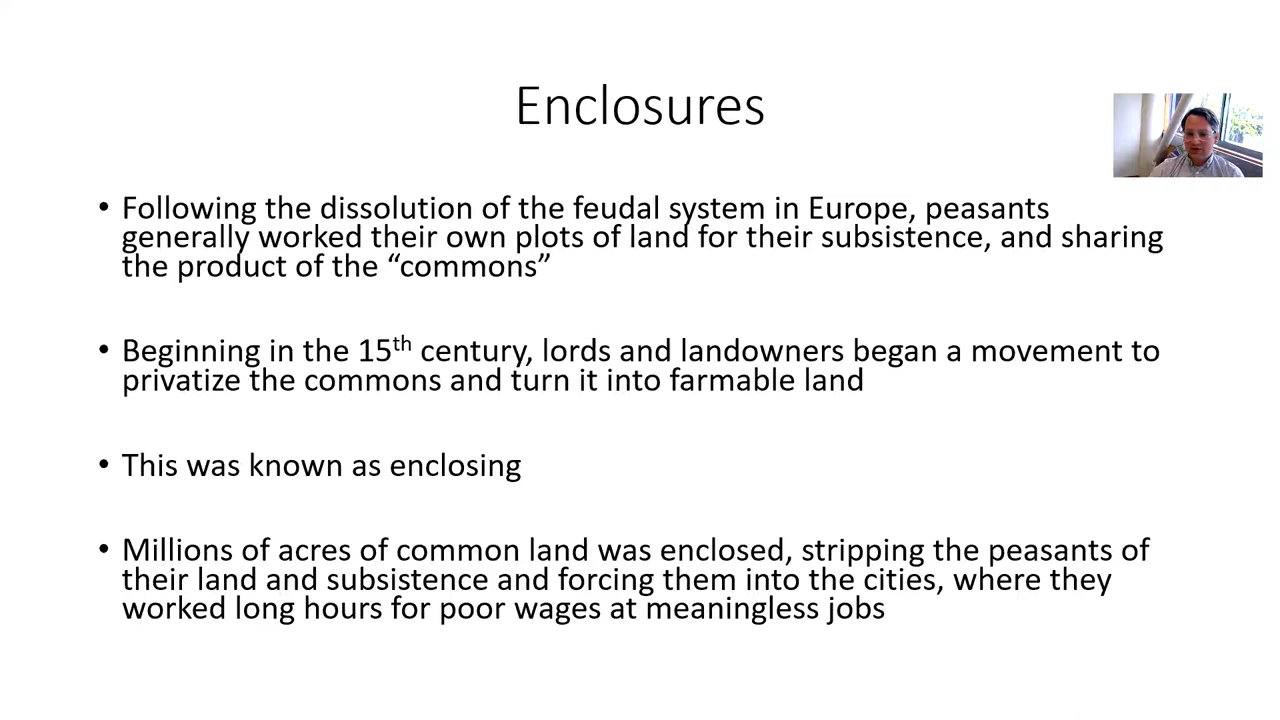 Enclosures
• Following the dissolution of the feudal system in Europe, peasants
generally worked their own plots of land for their subsistence, and sharing
the product of the “commons”
• Beginning in the 15th century, lords and landowners began a movement to
privatize the commons and turn it into farmable land
• This was known as enclosing
• Millions of acres of common land was enclosed, stripping the peasants of
their land and subsistence and forcing them into the cities, where they
worked long hours for poor wages at meaningless jobs